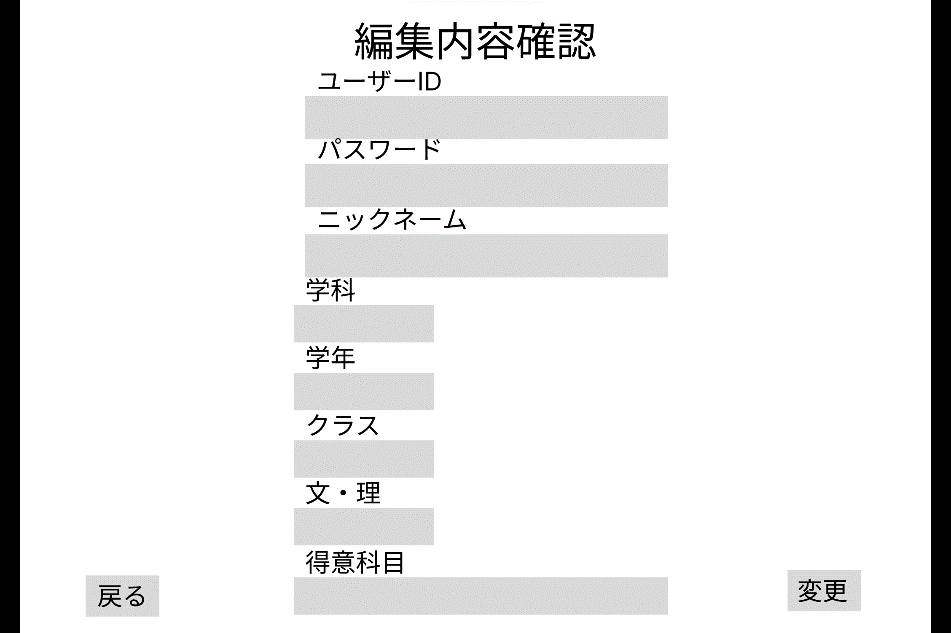 編集内容確認
ユーザーID
パスワード
ニックネーム
学科
学年
クラス
文・理
得意科目
戻る
変更